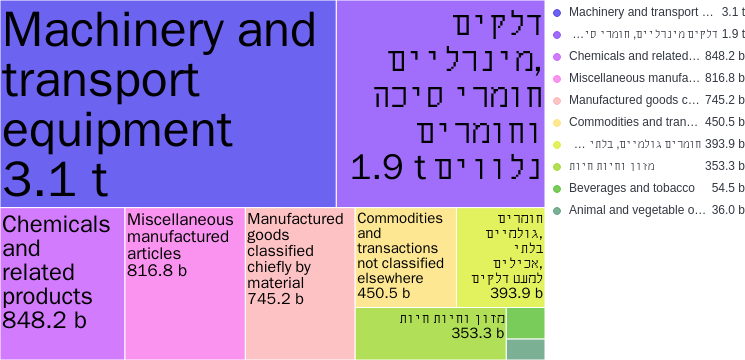 Machinery and
transport
equipment
3.1 t
דלקים
מינרליים,
חומרי סיכה
וחומרים
נלווים 1.9 t
Chemicals
and
related
products
848.2 b
Miscellaneous
manufactured
articles
816.8 b
Manufactured
goods
classified
chiefly by
material
745.2 b
Commodities
and
transactions
not classified
elsewhere
450.5 b
חומרים
גולמיים,
בלתי
אכילים,
למעט דלקים
393.9 b
מזון וחיות חיות
353.3 b
Machinery and transport … 3.1 t
דלקים מינרליים, חומרי סי… 1.9 t
Chemicals and related… 848.2 b
Miscellaneous manufa… 816.8 b
Manufactured goods c… 745.2 b
Commodities and tran… 450.5 b
חומרים גולמיים, בלתי … 393.9 b
מזון וחיות חיות 353.3 b
Beverages and tobacco 54.5 b
Animal and vegetable o… 36.0 b